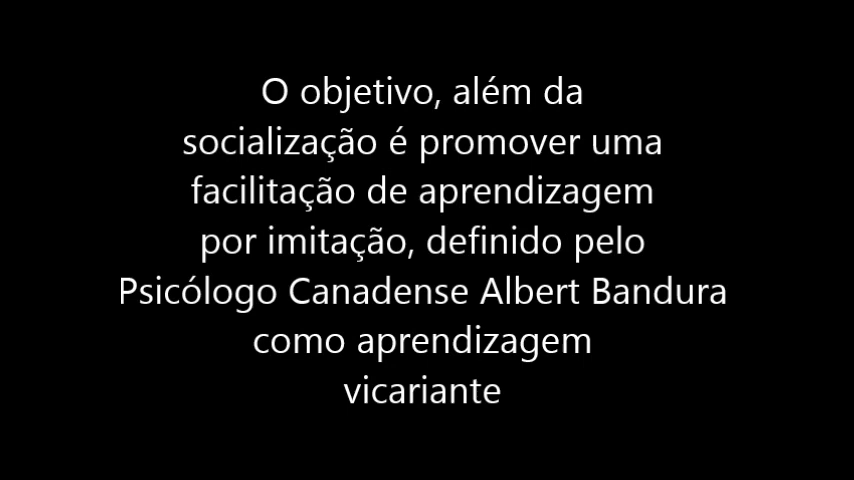 O objetivo, além da
socialização é promover uma
facilitação de aprendizagem
por imitação, definido pelo
Psicólogo Canadense Albert Bandura
como aprendizagem
vicariante